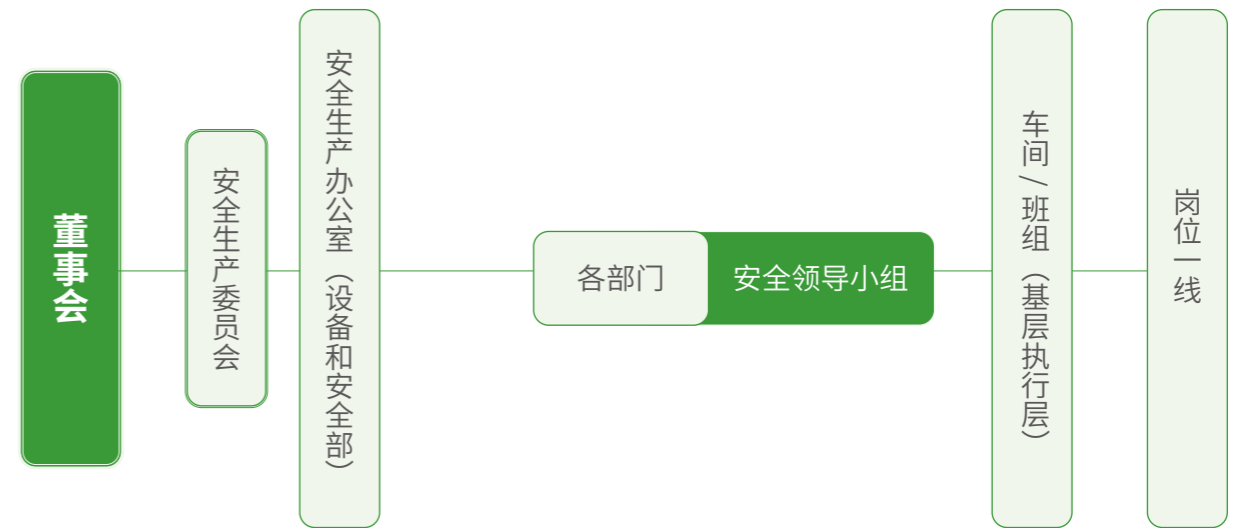 董事会
安全生产委员会
安全生产办公室（设备和安全部）
各部门
安全领导小组
车间/班组（基层执行层）
岗位一线